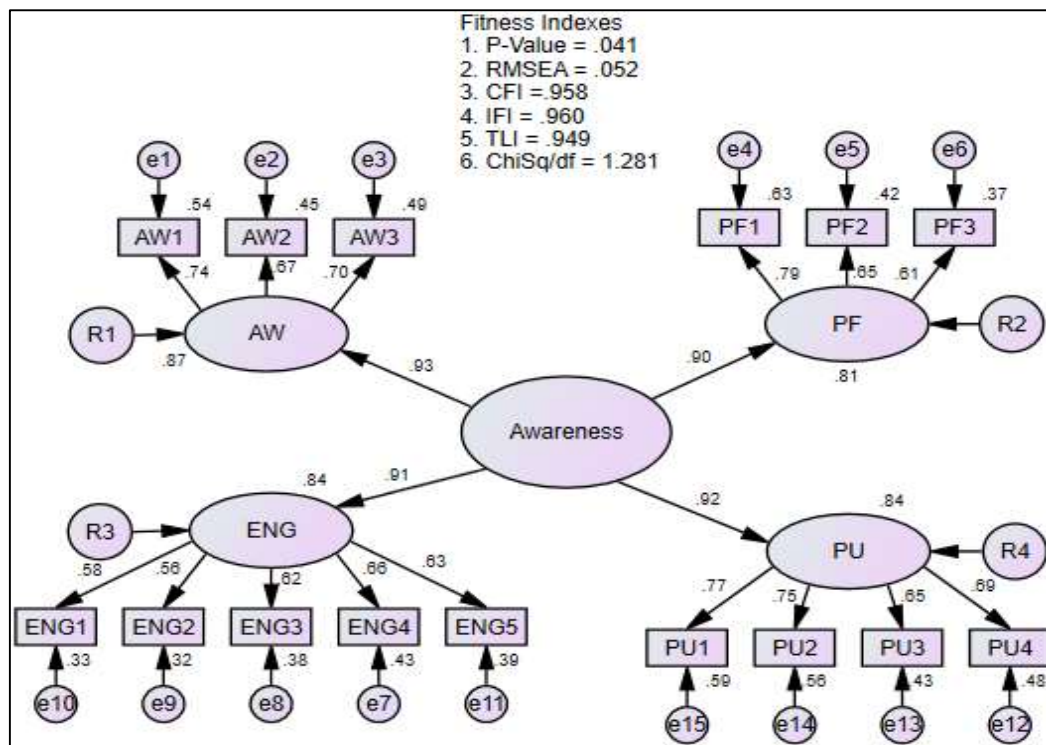 Fitness Indexes
1. P-Value = .041
2. RMSEA = .052
3. CFI =.958
4. IFI = .960
5. TLI = .949
6. ChiSq/df = 1.281
e1 e2 e3
.54 .45 .49
AW1 AW2 AW3
.74 .67 .70
R1 AW
.87
.93
e4 e5 e6
.63 .42 .37
PF1 PF2 PF3
.79 .65 .61
PF R2
.81
.90
Awareness
.91
.84
R3 ENG
.58 .56 .62 .66 .63
ENG1 ENG2 ENG3 ENG4 ENG5
.33 .32 .38 .43 .39
e10 e9 e8 e7 e11
.92
.84
PU R4
.77 .75 .65 .69
PU1 PU2 PU3 PU4
.59 .56 .43 .48
e15 e14 e13 e12